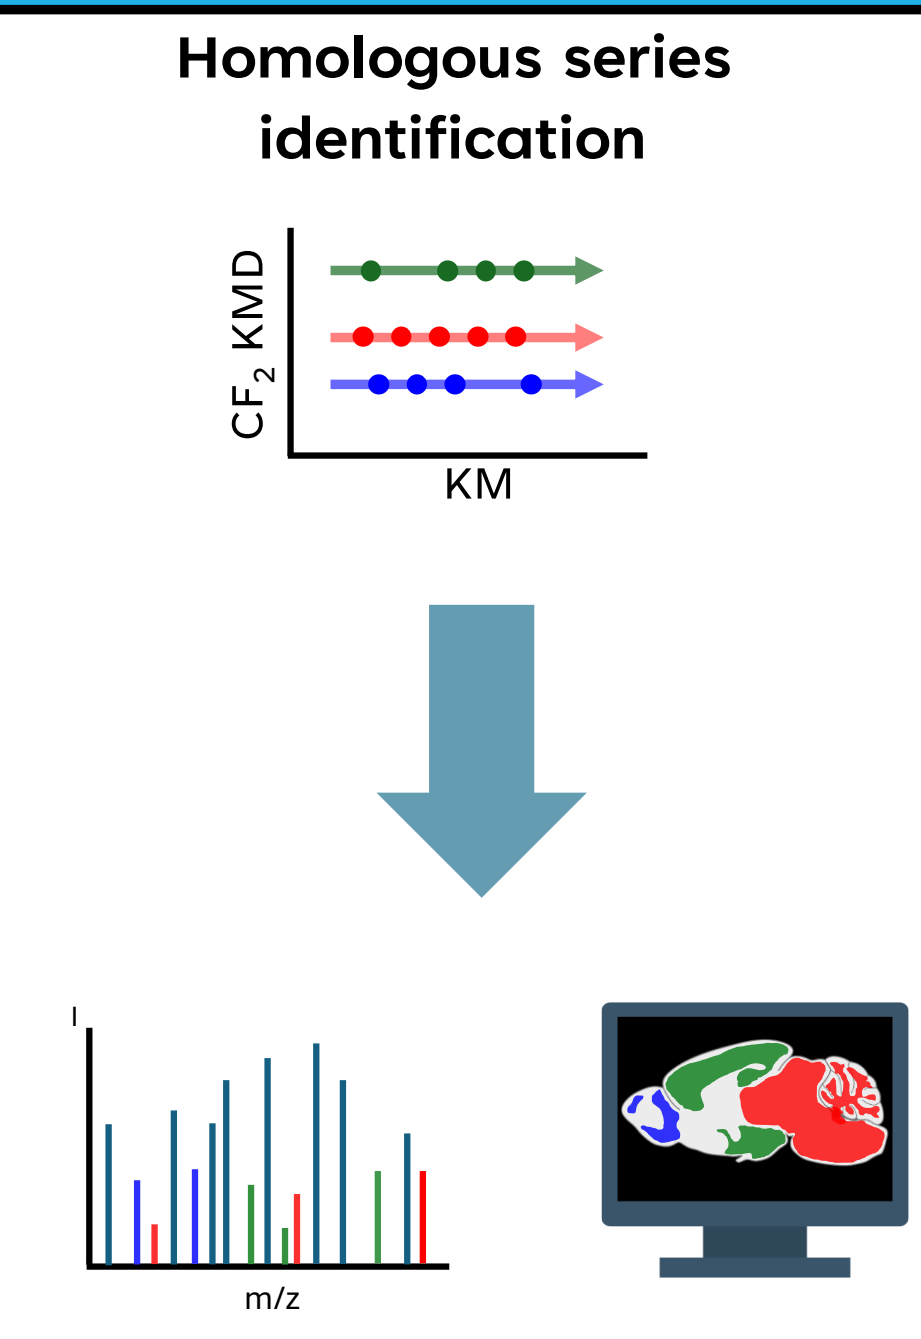 Homologous series
identification
CF₂ KMD
KM
I
m/z